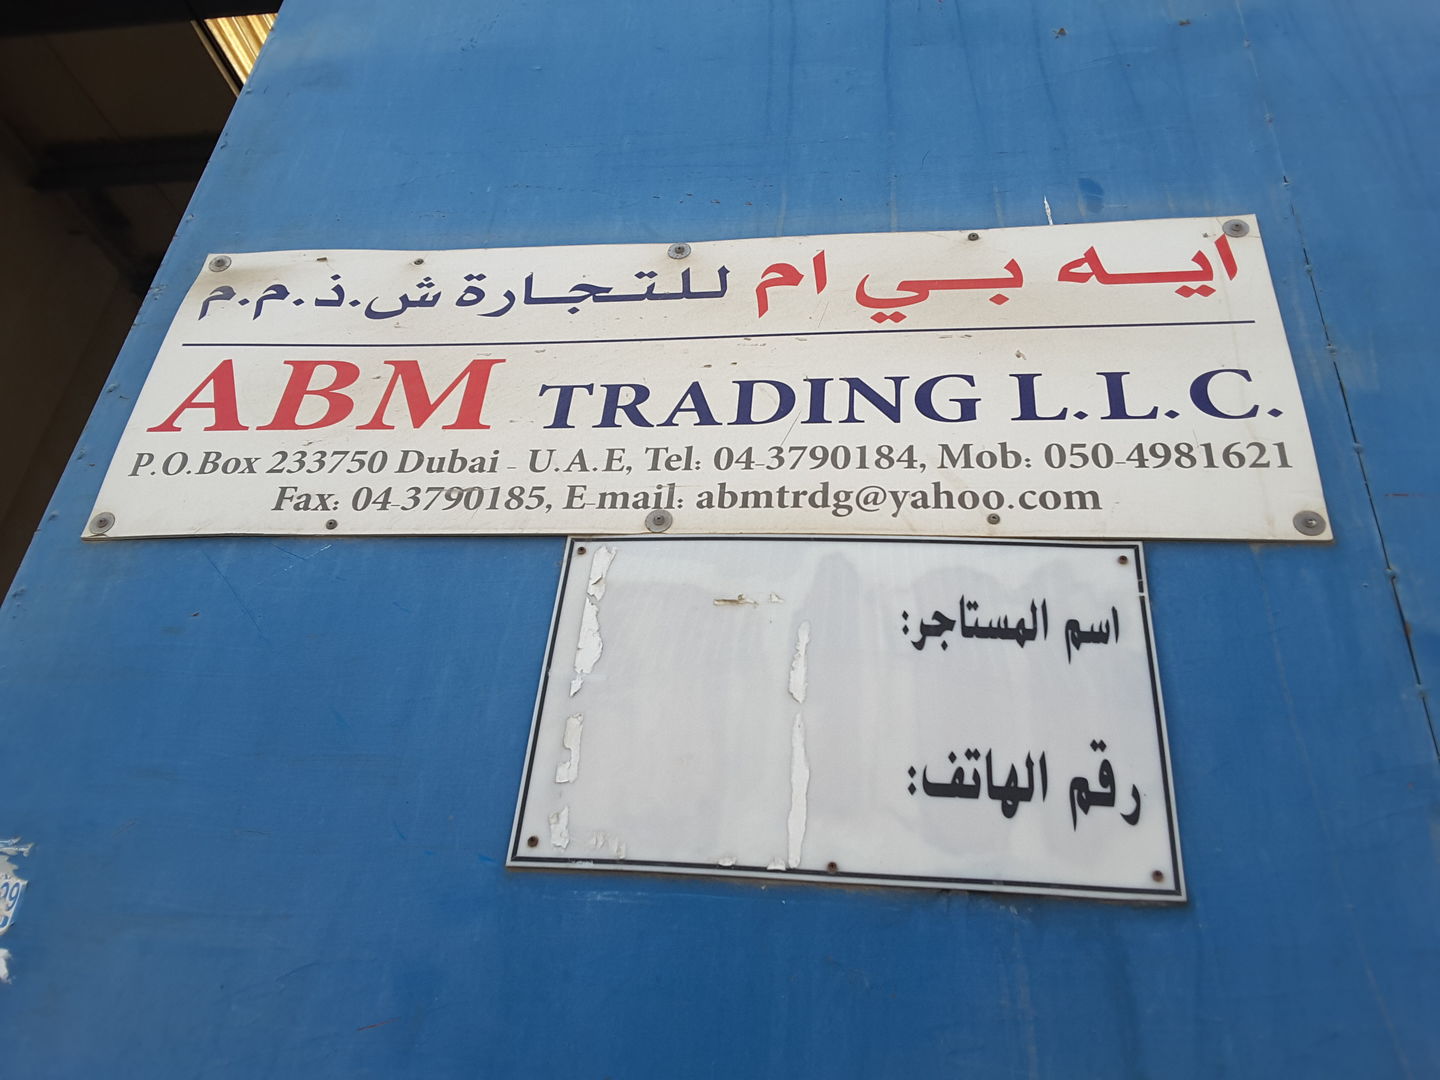 ايه بي ام للتجارة ش.ذ.م.م
ABM TRADING L.L.C.
P.O.Box 233750 Dubai - U.A.E, Tel: 04-3790184, Mob: 050-4981621
Fax: 04-3790185, E-mail: abmtrdg@yahoo.com
اسم المستاجر:
رقم الهاتف: